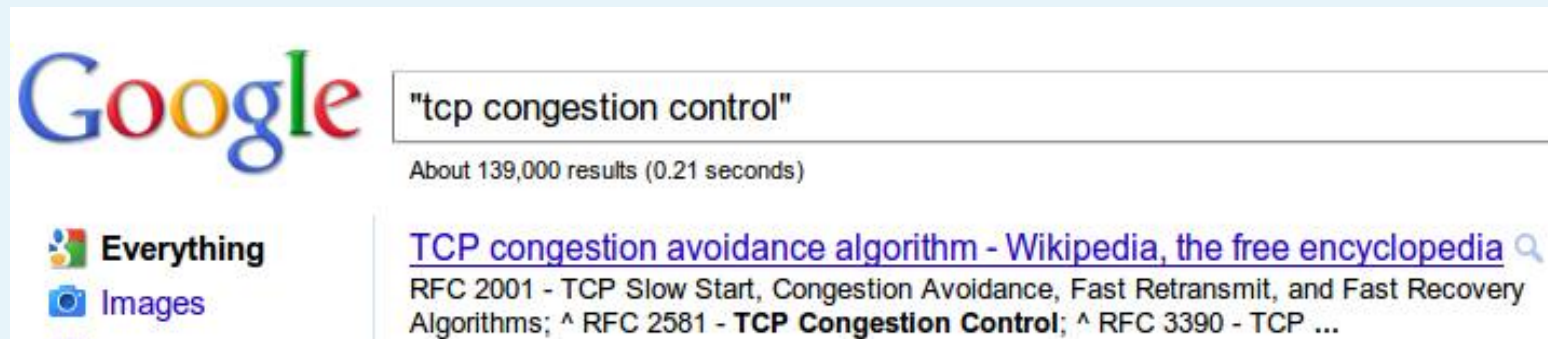 Google
"tcp congestion control"
About 139,000 results (0.21 seconds)
Everything
Images
TCP congestion avoidance algorithm - Wikipedia, the free encyclopedia
RFC 2001 - TCP Slow Start, Congestion Avoidance, Fast Retransmit, and Fast Recovery
Algorithms; ^ RFC 2581 - TCP Congestion Control; ^ RFC 3390 - TCP ...